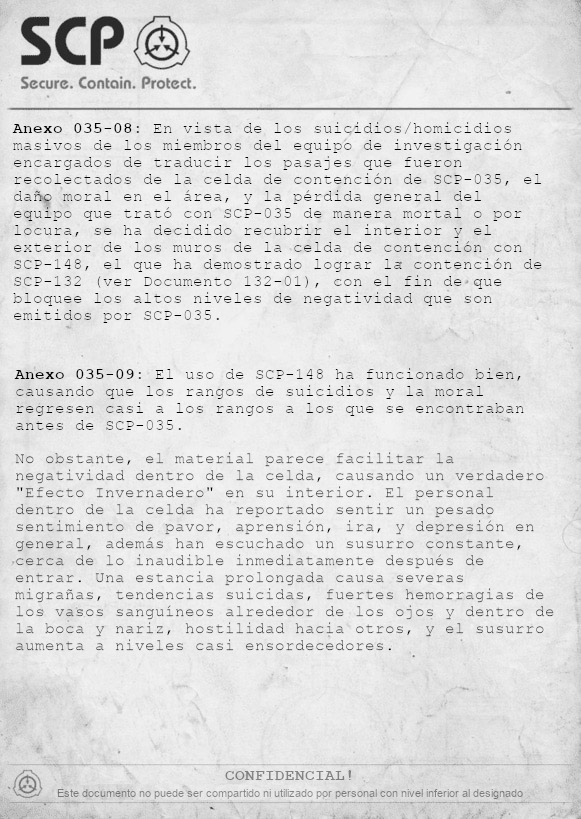 SCP
Secure. Contain. Protect.
Anexo 035-08: En vista de los suicidios/homicidios
masivos de los miembros del equipo de investigación
encargados de traducir los pasajes que fueron
recolectados de la celda de contención de SCP-035, el
daño moral en el área, y la pérdida general del
equipo que trató con SCP-035 de manera mortal o por
locura, se ha decidido recubrir el interior y el
exterior de los muros de la celda de contención con
SCP-148, el que ha demostrado lograr la contención de
SCP-132 (ver Documento 132-01), con el fin de que
bloquee los altos niveles de negatividad que son
emitidos por SCP-035.
Anexo 035-09: El uso de SCP-148 ha funcionado bien,
causando que los rangos de suicidios y la moral
regresen casi a los rangos a los que se encontraban
antes de SCP-035.
No obstante, el material parece facilitar la
negatividad dentro de la celda, causando un verdadero
"Efecto Invernadero" en su interior. El personal
dentro de la celda ha reportado sentir un pesado
sentimiento de pavor, aprensión, ira, y depresión en
general, además han escuchado un susurro constante,
cerca de lo inaudible inmediatamente después de
entrar. Una estancia prolongada causa severas
migrañas, tendencias suicidas, fuertes hemorragias de
los vasos sanguíneos alrededor de los ojos y dentro de
la boca y nariz, hostilidad hacia otros, y el susurro
aumenta a niveles casi ensordecedores.
CONFIDENCIAL!
Este documento no puede ser compartido ni utilizado por personal con nivel inferior al designado